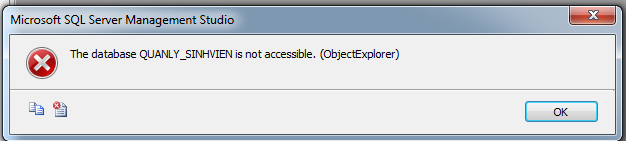 Microsoft SQL Server Management Studio
The database QUANLY_SINHVIEN is not accessible. (ObjectExplorer)
OK